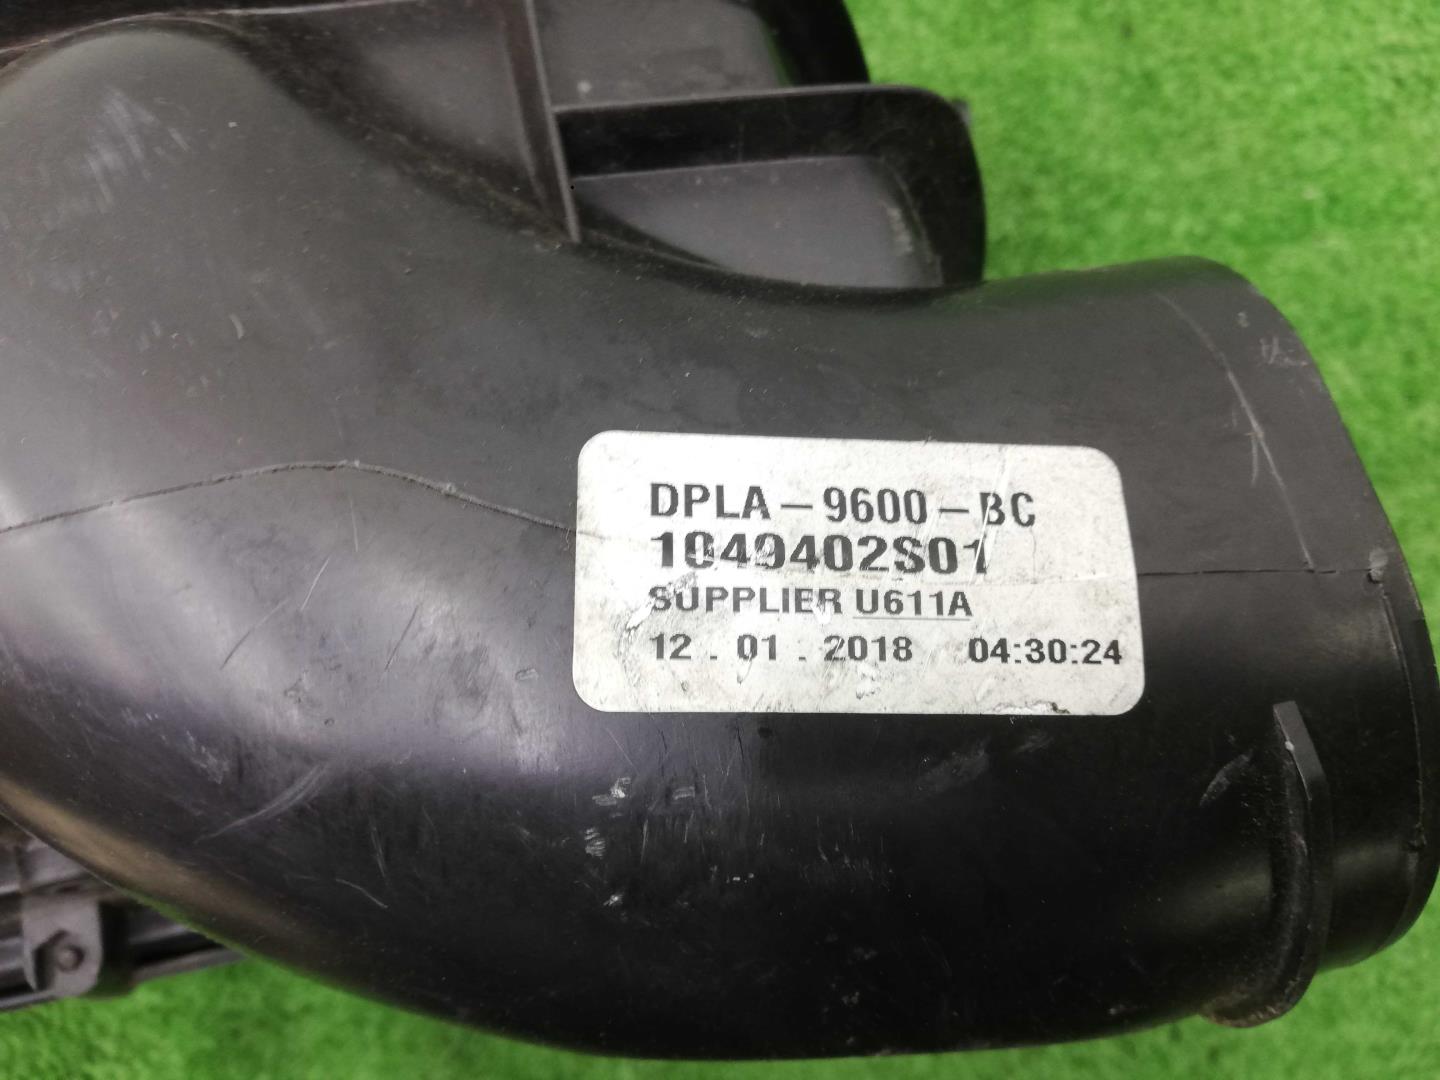 DPLA-9600-BC
1049402S01
SUPPLIER U611A
12.01.2018 04:30:24